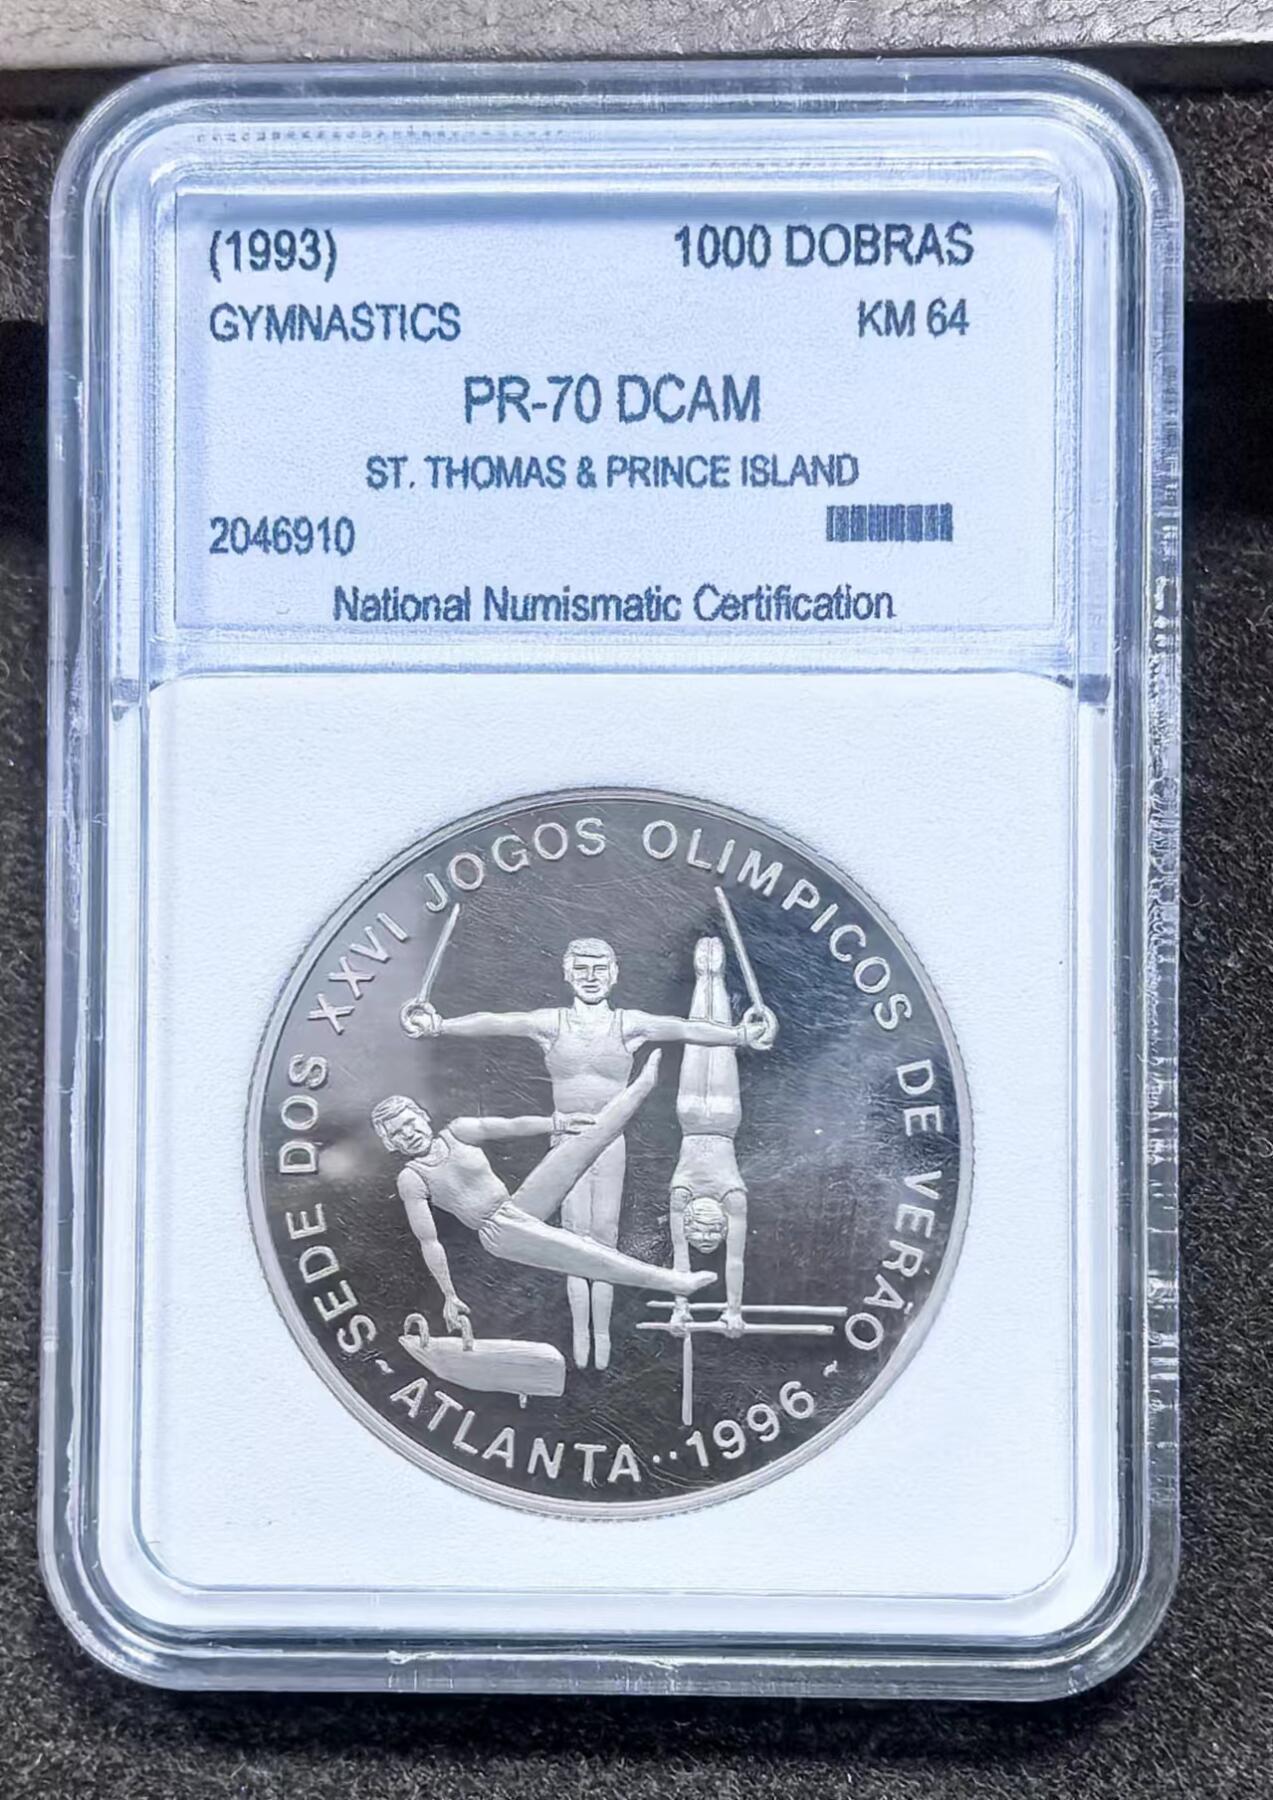 (1993) 1000 DOBRAS
GYMNASTICS KM 64
PR-70 DCAM
ST. THOMAS & PRINCE ISLAND
2046910
National Numismatic Certification
SEDE DOS XXVI JOGOS OLIMPICOS DE VERÃO
~ATLANTA··1996~